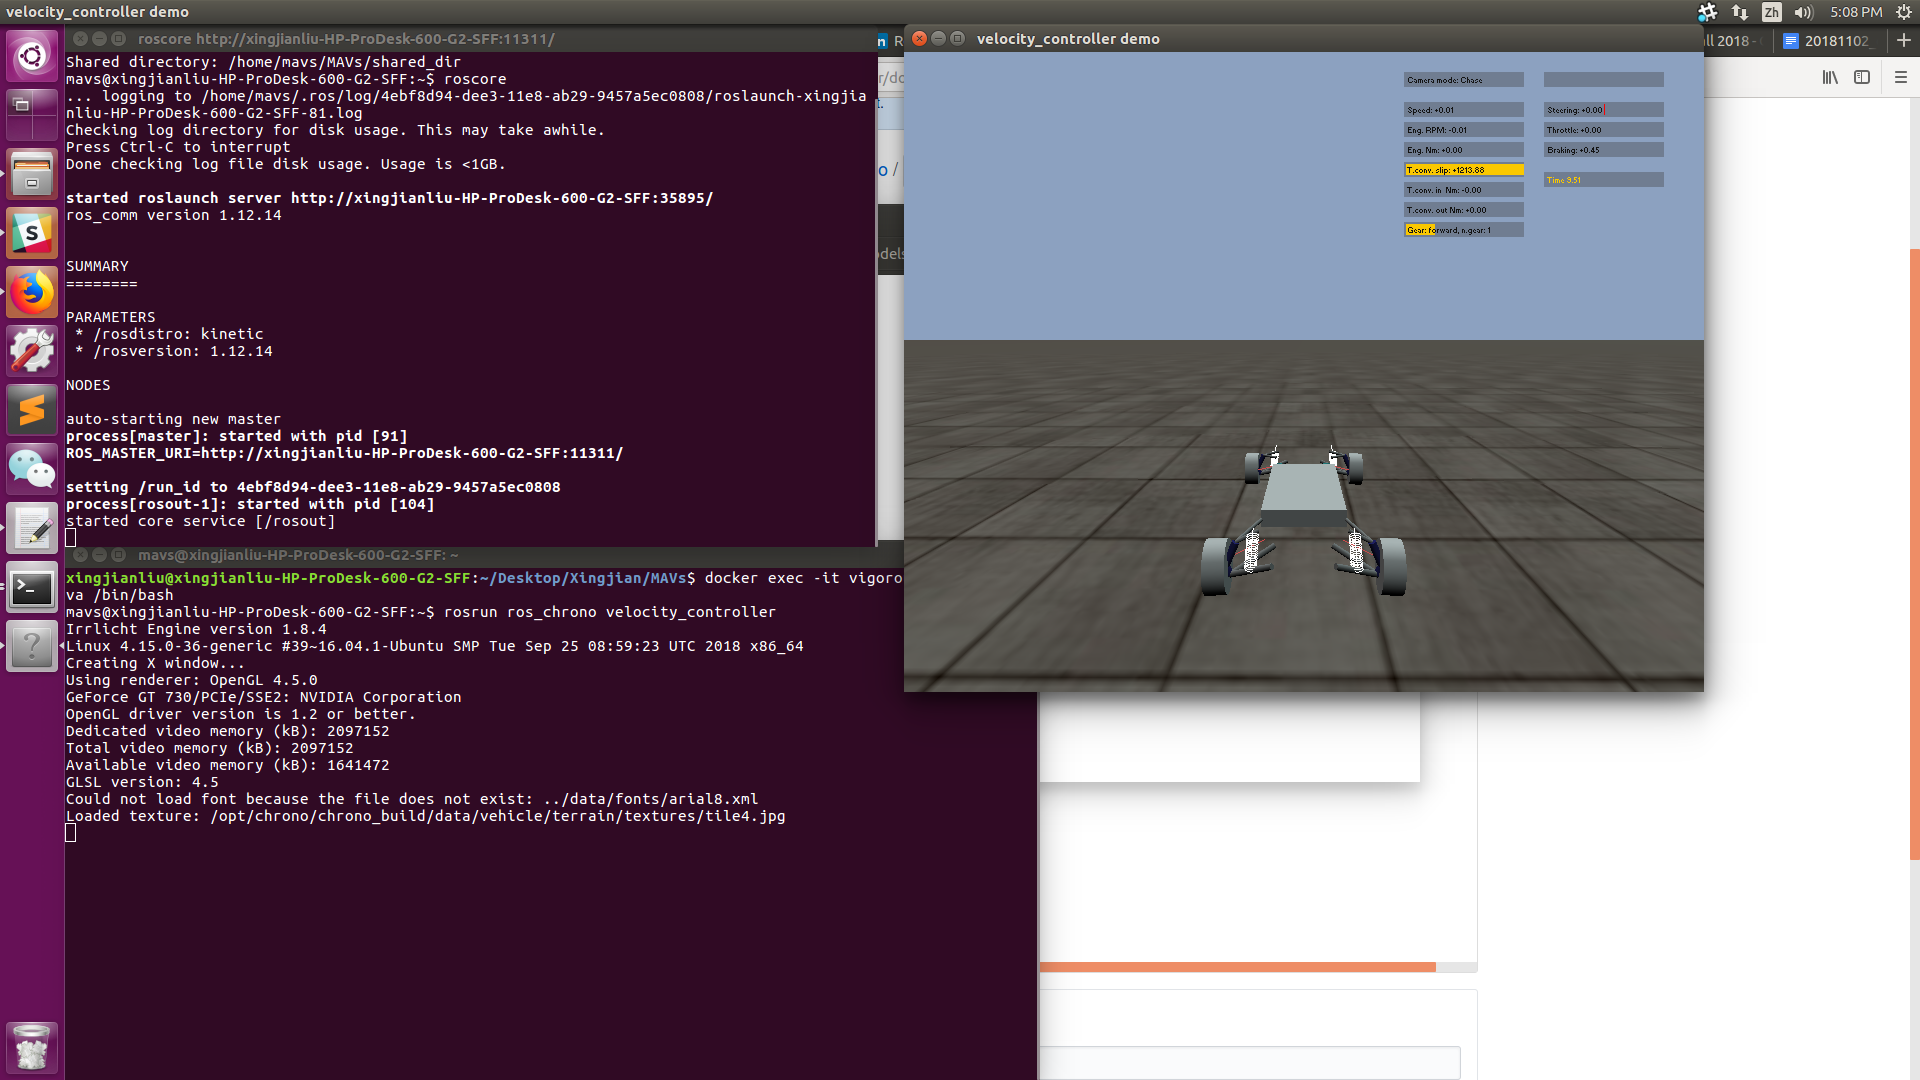 velocity_controller demo
Zh
5:08 PM
roscore http://xingjianliu-HP-ProDesk-600-G2-SFF:11311/
Shared directory: /home/mavs/MAVs/shared_dir
mavs@xingjianliu-HP-ProDesk-600-G2-SFF:~$ roscore
... logging to /home/mavs/.ros/log/4ebf8d94-dee3-11e8-ab29-9457a5ec0808/roslaunch-xingjia
nliu-HP-ProDesk-600-G2-SFF-81.log
Checking log directory for disk usage. This may take awhile.
Press Ctrl-C to interrupt
Done checking log file disk usage. Usage is <1GB.
started roslaunch server http://xingjianliu-HP-ProDesk-600-G2-SFF:35895/
ros_comm version 1.12.14
SUMMARY
========
PARAMETERS
* /rosdistro: kinetic
* /rosversion: 1.12.14
NODES
auto-starting new master
process[master]: started with pid [91]
ROS_MASTER_URI=http://xingjianliu-HP-ProDesk-600-G2-SFF:11311/
setting /run_id to 4ebf8d94-dee3-11e8-ab29-9457a5ec0808
process[rosout-1]: started with pid [104]
started core service [/rosout]
mavs@xingjianliu-HP-ProDesk-600-G2-SFF: ~
xingjianliu@xingjianliu-HP-ProDesk-600-G2-SFF:~/Desktop/Xingjian/MAVs$ docker exec -it vigoro
va /bin/bash
mavs@xingjianliu-HP-ProDesk-600-G2-SFF:~$ rosrun ros_chrono velocity_controller
Irrlicht Engine version 1.8.4
Linux 4.15.0-36-generic #39~16.04.1-Ubuntu SMP Tue Sep 25 08:59:23 UTC 2018 x86_64
Creating X window...
Using renderer: OpenGL 4.5.0
GeForce GT 730/PCIe/SSE2: NVIDIA Corporation
OpenGL driver version is 1.2 or better.
Dedicated video memory (kB): 2097152
Total video memory (kB): 2097152
Available video memory (kB): 1641472
GLSL version: 4.5
Could not load font because the file does not exist: ../data/fonts/arial8.xml
Loaded texture: /opt/chrono/chrono_build/data/vehicle/terrain/textures/tile4.jpg
velocity_controller demo
Camera mode: Chase
Speed: +0.01
Eng. RPM: -0.01
Eng. Nm: +0.00
T.conv. slip: +1213.88
T.conv. in Nm: -0.00
T.conv. out Nm: +0.00
Gear: forward, n.gear: 1
Steering: +0.00
Throttle: +0.00
Braking: +0.45
Time 9.51
all 2018 -
20181102_
in R
r/do
t.
o /
odels
S